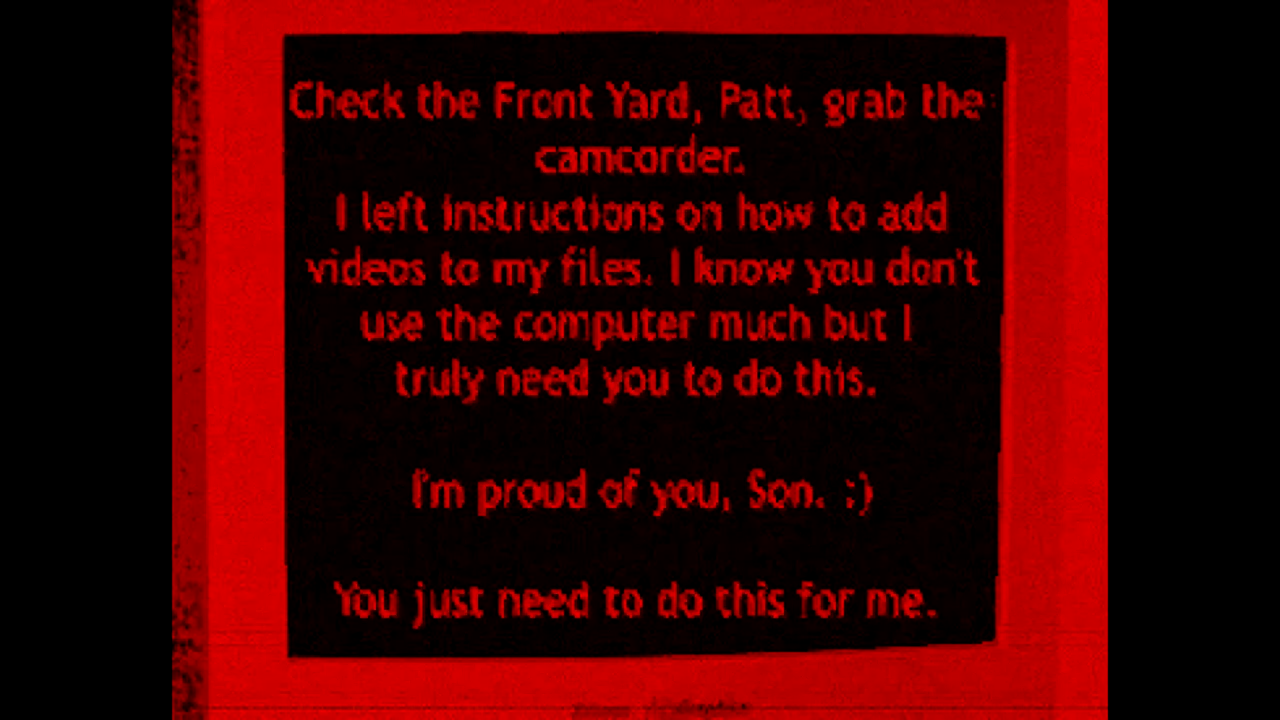 Check the Front Yard, Patt, grab the
camcorder.
I left instructions on how to add
videos to my files. I know you don't
use the computer much but I
truly need you to do this.
I'm proud of you, Son. :)
You just need to do this for me.